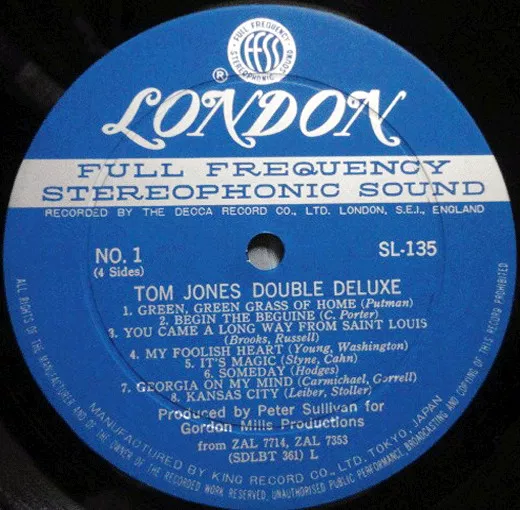 FULL FREQUENCY
ffss
STEREOPHONIC SOUND
®
LONDON
FULL FREQUENCY
STEREOPHONIC SOUND
RECORDED BY THE DECCA RECORD CO., LTD. LONDON, S.E.I., ENGLAND
NO. 1
SL-135
(4 Sides)
TOM JONES DOUBLE DELUXE
1. GREEN, GREEN GRASS OF HOME (Putman)
2. BEGIN THE BEGUINE (C. Porter)
3. YOU CAME A LONG WAY FROM SAINT LOUIS
(Brooks, Russell)
4. MY FOOLISH HEART (Young, Washington)
5. IT'S MAGIC (Styne, Cahn)
6. SOMEDAY (Hodges)
7. GEORGIA ON MY MIND (Carmichael, Gorrell)
8. KANSAS CITY (Leiber, Stoller)
Produced by Peter Sullivan for
Gordon Mills Productions
from ZAL 7714, ZAL 7353
(SDLBT 361) L
MANUFACTURED BY KING RECORD CO., LTD. TOKYO, JAPAN
ALL RIGHTS OF THE MANUFACTURER AND OF THE OWNER OF THE RECORDED WORK RESERVED, UNAUTHORISED PUBLIC PERFORMANCE, BROADCASTING AND COPYING OF THIS RECORD PROHIBITED